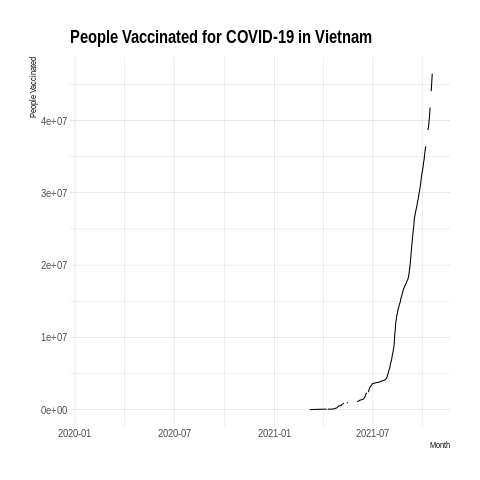 People Vaccinated for COVID-19 in Vietnam
People Vaccinated
4e+07
3e+07
2e+07
1e+07
0e+00
2020-01 2020-07 2021-01 2021-07
Month